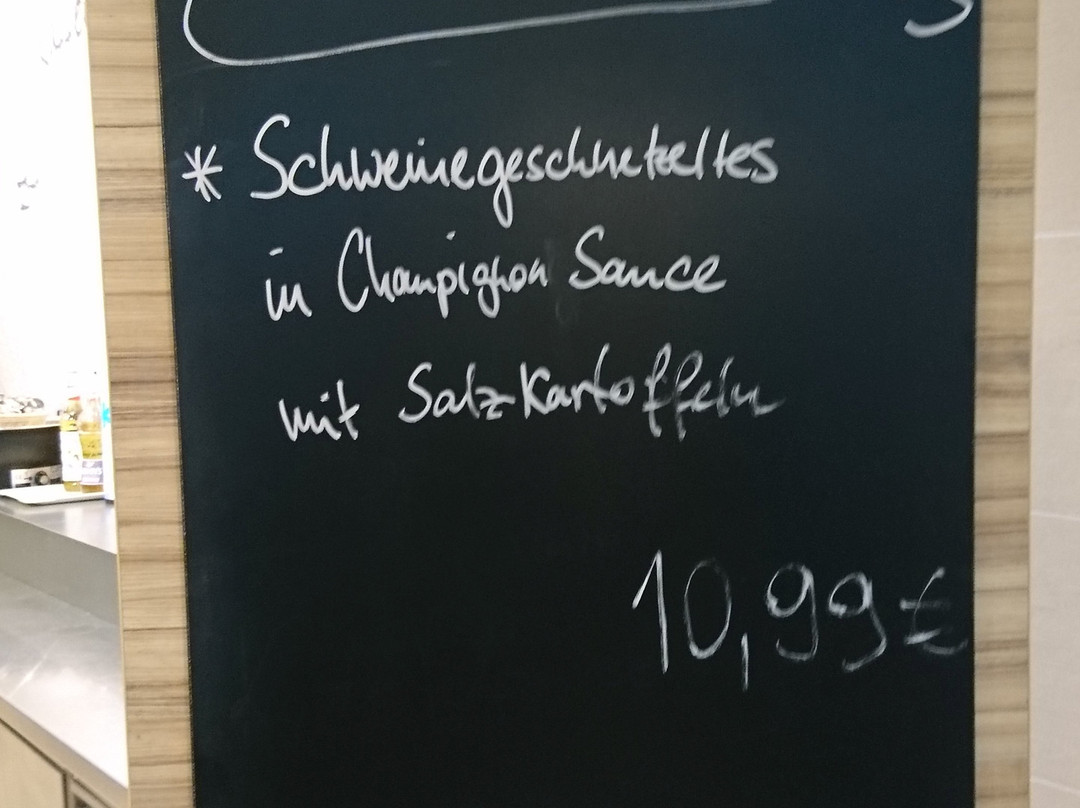 * Schweinegeschnetzeltes
in Champignon Sauce
mit Salzkartoffeln
10,99 €